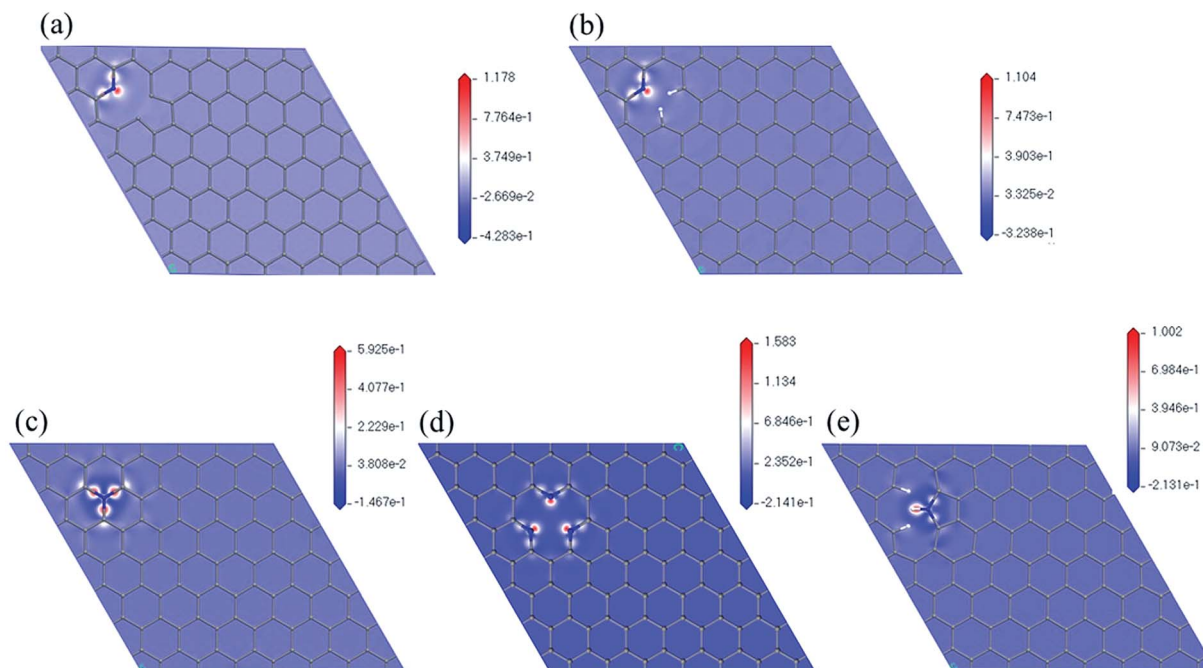 (a)
1.178
7.764e-1
3.749e-1
-2.669e-2
-4.283e-1
(b)
1.104
7.473e-1
3.903e-1
3.325e-2
-3.238e-1
(c)
5.925e-1
4.077e-1
2.229e-1
3.808e-2
-1.467e-1
(d)
1.583
1.134
6.846e-1
2.352e-1
-2.141e-1
(e)
1.002
6.984e-1
3.946e-1
9.073e-2
-2.131e-1